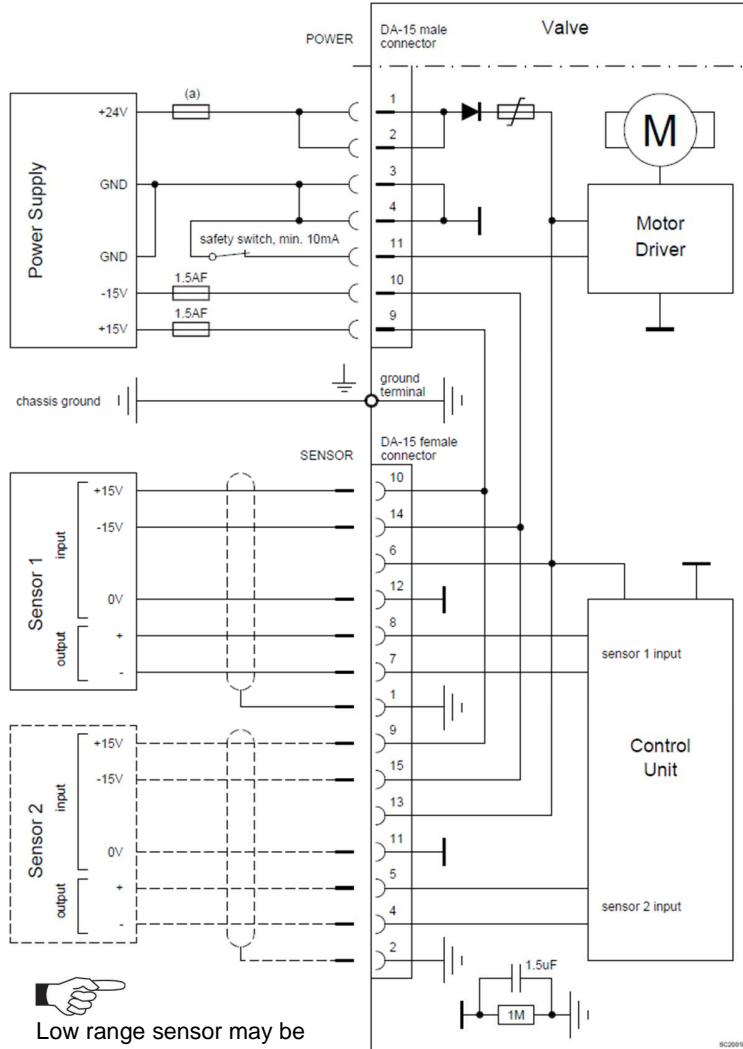 POWER
DA-15 male
connector
Valve
Power Supply
+24V
(a)
1
2
GND
3
4
safety switch, min. 10mA
GND
11
-15V
1.5AF
10
+15V
1.5AF
9
M
Motor
Driver
chassis ground
ground
terminal
SENSOR
DA-15 female
connector
Sensor 1
input
+15V
10
-15V
14
6
0V
12
output
+
8
sensor 1 input
-
7
1
Sensor 2
input
+15V
9
-15V
15
13
0V
11
output
+
5
sensor 2 input
-
4
2
Control
Unit
1.5uF
1M
Low range sensor may be